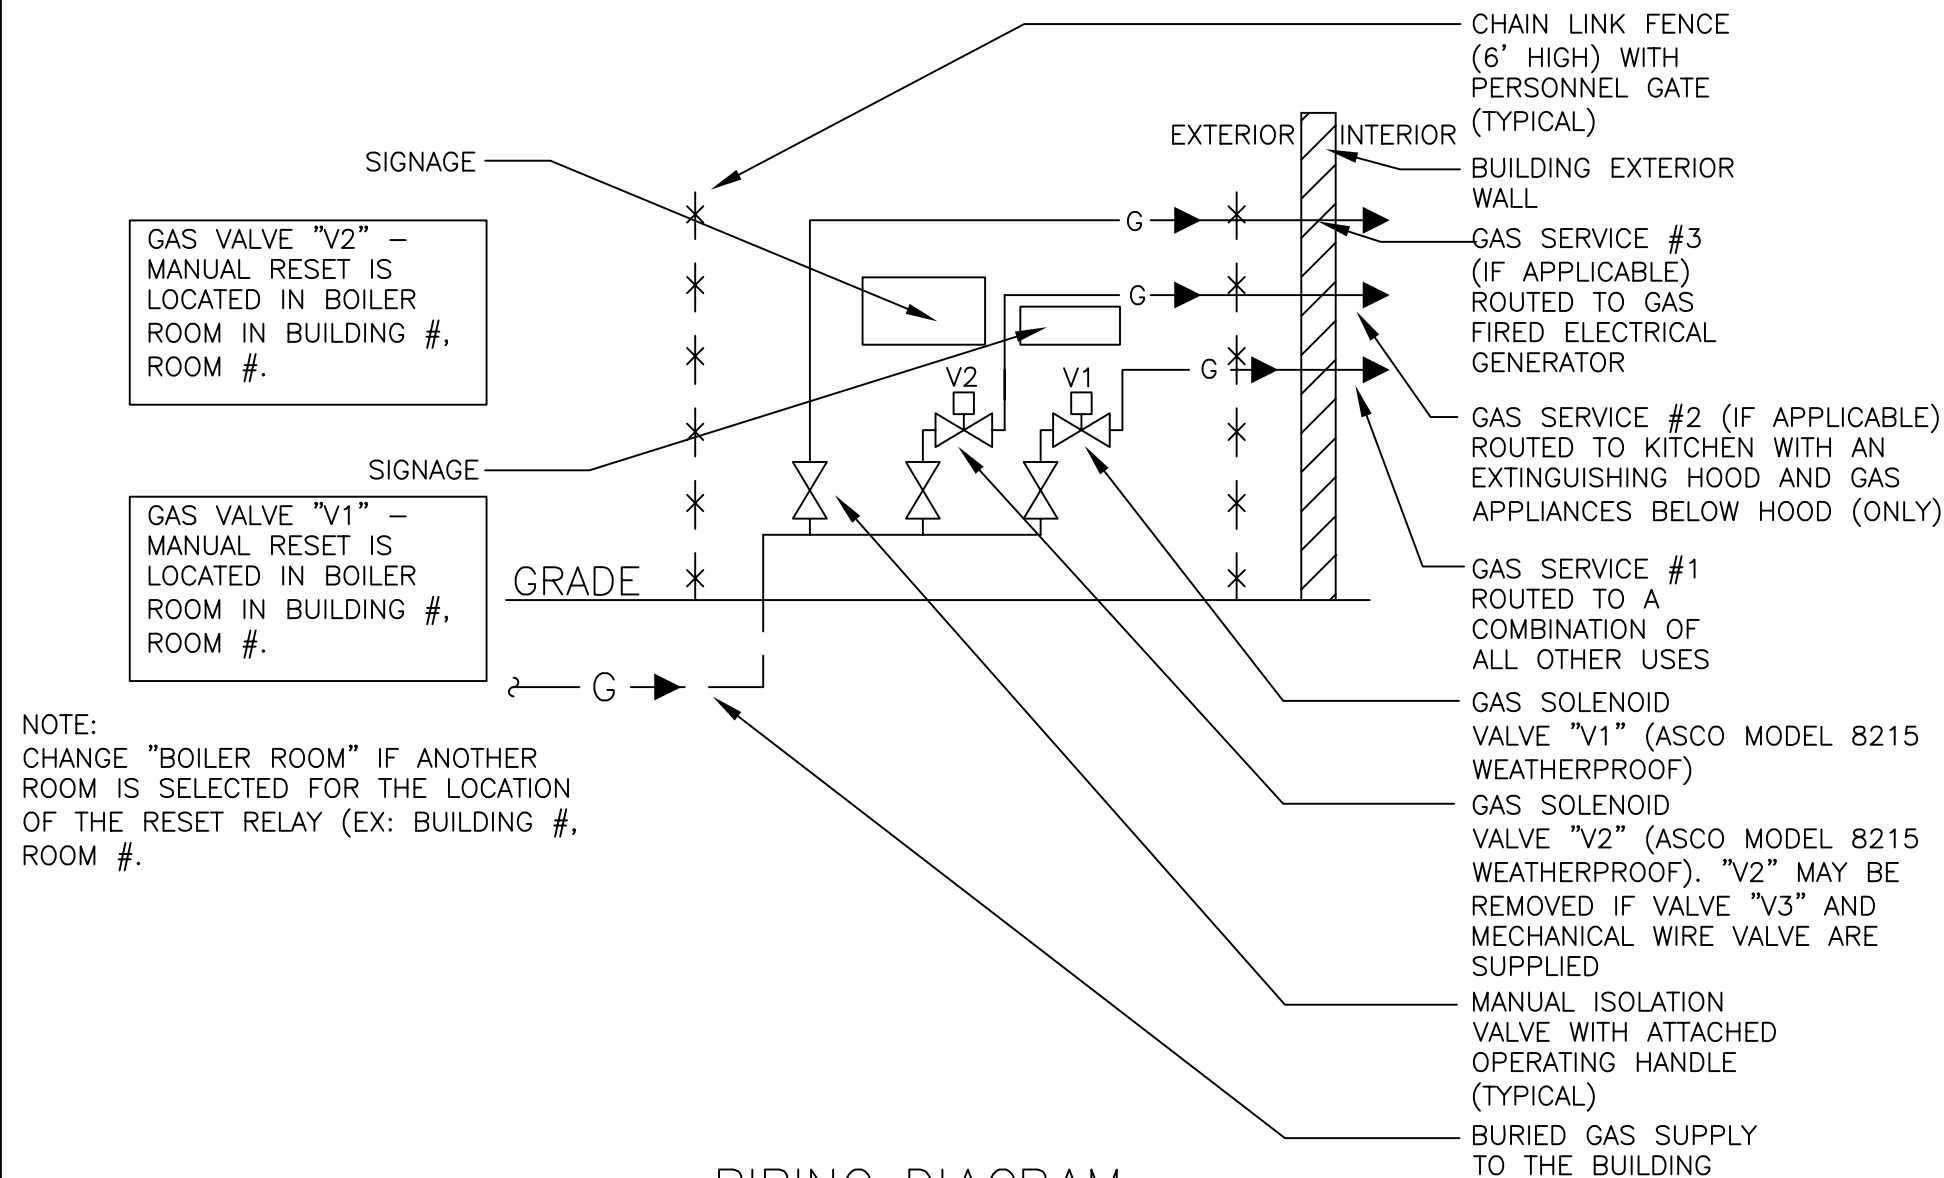 CHAIN LINK FENCE
(6' HIGH) WITH
PERSONNEL GATE
(TYPICAL)
EXTERIOR
INTERIOR
BUILDING EXTERIOR
WALL
SIGNAGE
GAS VALVE "V2" –
MANUAL RESET IS
LOCATED IN BOILER
ROOM IN BUILDING #,
ROOM #.
G
GAS SERVICE #3
(IF APPLICABLE)
ROUTED TO GAS
FIRED ELECTRICAL
GENERATOR
G
G
V2
V1
GAS SERVICE #2 (IF APPLICABLE)
ROUTED TO KITCHEN WITH AN
EXTINGUISHING HOOD AND GAS
APPLIANCES BELOW HOOD (ONLY)
SIGNAGE
GAS VALVE "V1" –
MANUAL RESET IS
LOCATED IN BOILER
ROOM IN BUILDING #,
ROOM #.
GRADE
GAS SERVICE #1
ROUTED TO A
COMBINATION OF
ALL OTHER USES
G
NOTE:
CHANGE "BOILER ROOM" IF ANOTHER
ROOM IS SELECTED FOR THE LOCATION
OF THE RESET RELAY (EX: BUILDING #,
ROOM #.
GAS SOLENOID
VALVE "V1" (ASCO MODEL 8215
WEATHERPROOF)
GAS SOLENOID
VALVE "V2" (ASCO MODEL 8215
WEATHERPROOF). "V2" MAY BE
REMOVED IF VALVE "V3" AND
MECHANICAL WIRE VALVE ARE
SUPPLIED
MANUAL ISOLATION
VALVE WITH ATTACHED
OPERATING HANDLE
(TYPICAL)
BURIED GAS SUPPLY
TO THE BUILDING
PIPING DIAGRAM